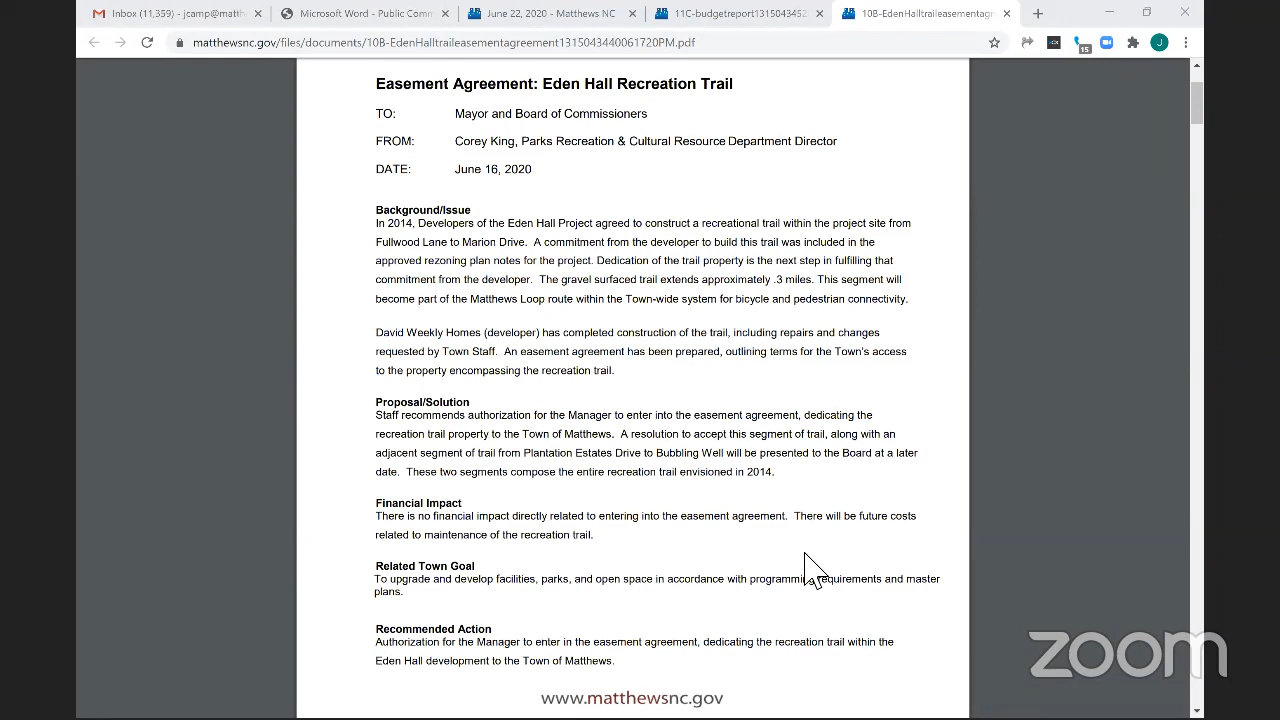 Inbox (11,359) - jcamp@matth
Microsoft Word - Public Comm
June 22, 2020 - Matthews NC
11C-budgetreport1315043452
10B-EdenHalltraileasementag
matthewsnc.gov/files/document/10B-EdenHalltraileasementagreement1315043440061720PM.pdf
15
J
Easement Agreement: Eden Hall Recreation Trail
TO: Mayor and Board of Commissioners
FROM: Corey King, Parks Recreation & Cultural Resource Department Director
DATE: June 16, 2020
Background/Issue
In 2014, Developers of the Eden Hall Project agreed to construct a recreational trail within the project site from
Fullwood Lane to Marion Drive. A commitment from the developer to build this trail was included in the
approved rezoning plan notes for the project. Dedication of the trail property is the next step in fulfilling that
commitment from the developer. The gravel surfaced trail extends approximately .3 miles. This segment will
become part of the Matthews Loop route within the Town-wide system for bicycle and pedestrian connectivity.
David Weekly Homes (developer) has completed construction of the trail, including repairs and changes
requested by Town Staff. An easement agreement has been prepared, outlining terms for the Town's access
to the property encompassing the recreation trail.
Proposal/Solution
Staff recommends authorization for the Manager to enter into the easement agreement, dedicating the
recreation trail property to the Town of Matthews. A resolution to accept this segment of trail, along with an
adjacent segment of trail from Plantation Estates Drive to Bubbling Well will be presented to the Board at a later
date. These two segments compose the entire recreation trail envisioned in 2014.
Financial Impact
There is no financial impact directly related to entering into the easement agreement. There will be future costs
related to maintenance of the recreation trail.
Related Town Goal
To upgrade and develop facilities, parks, and open space in accordance with programming requirements and master
plans.
Recommended Action
Authorization for the Manager to enter in the easement agreement, dedicating the recreation trail within the
Eden Hall development to the Town of Matthews.
www.matthewsnc.gov
zoom